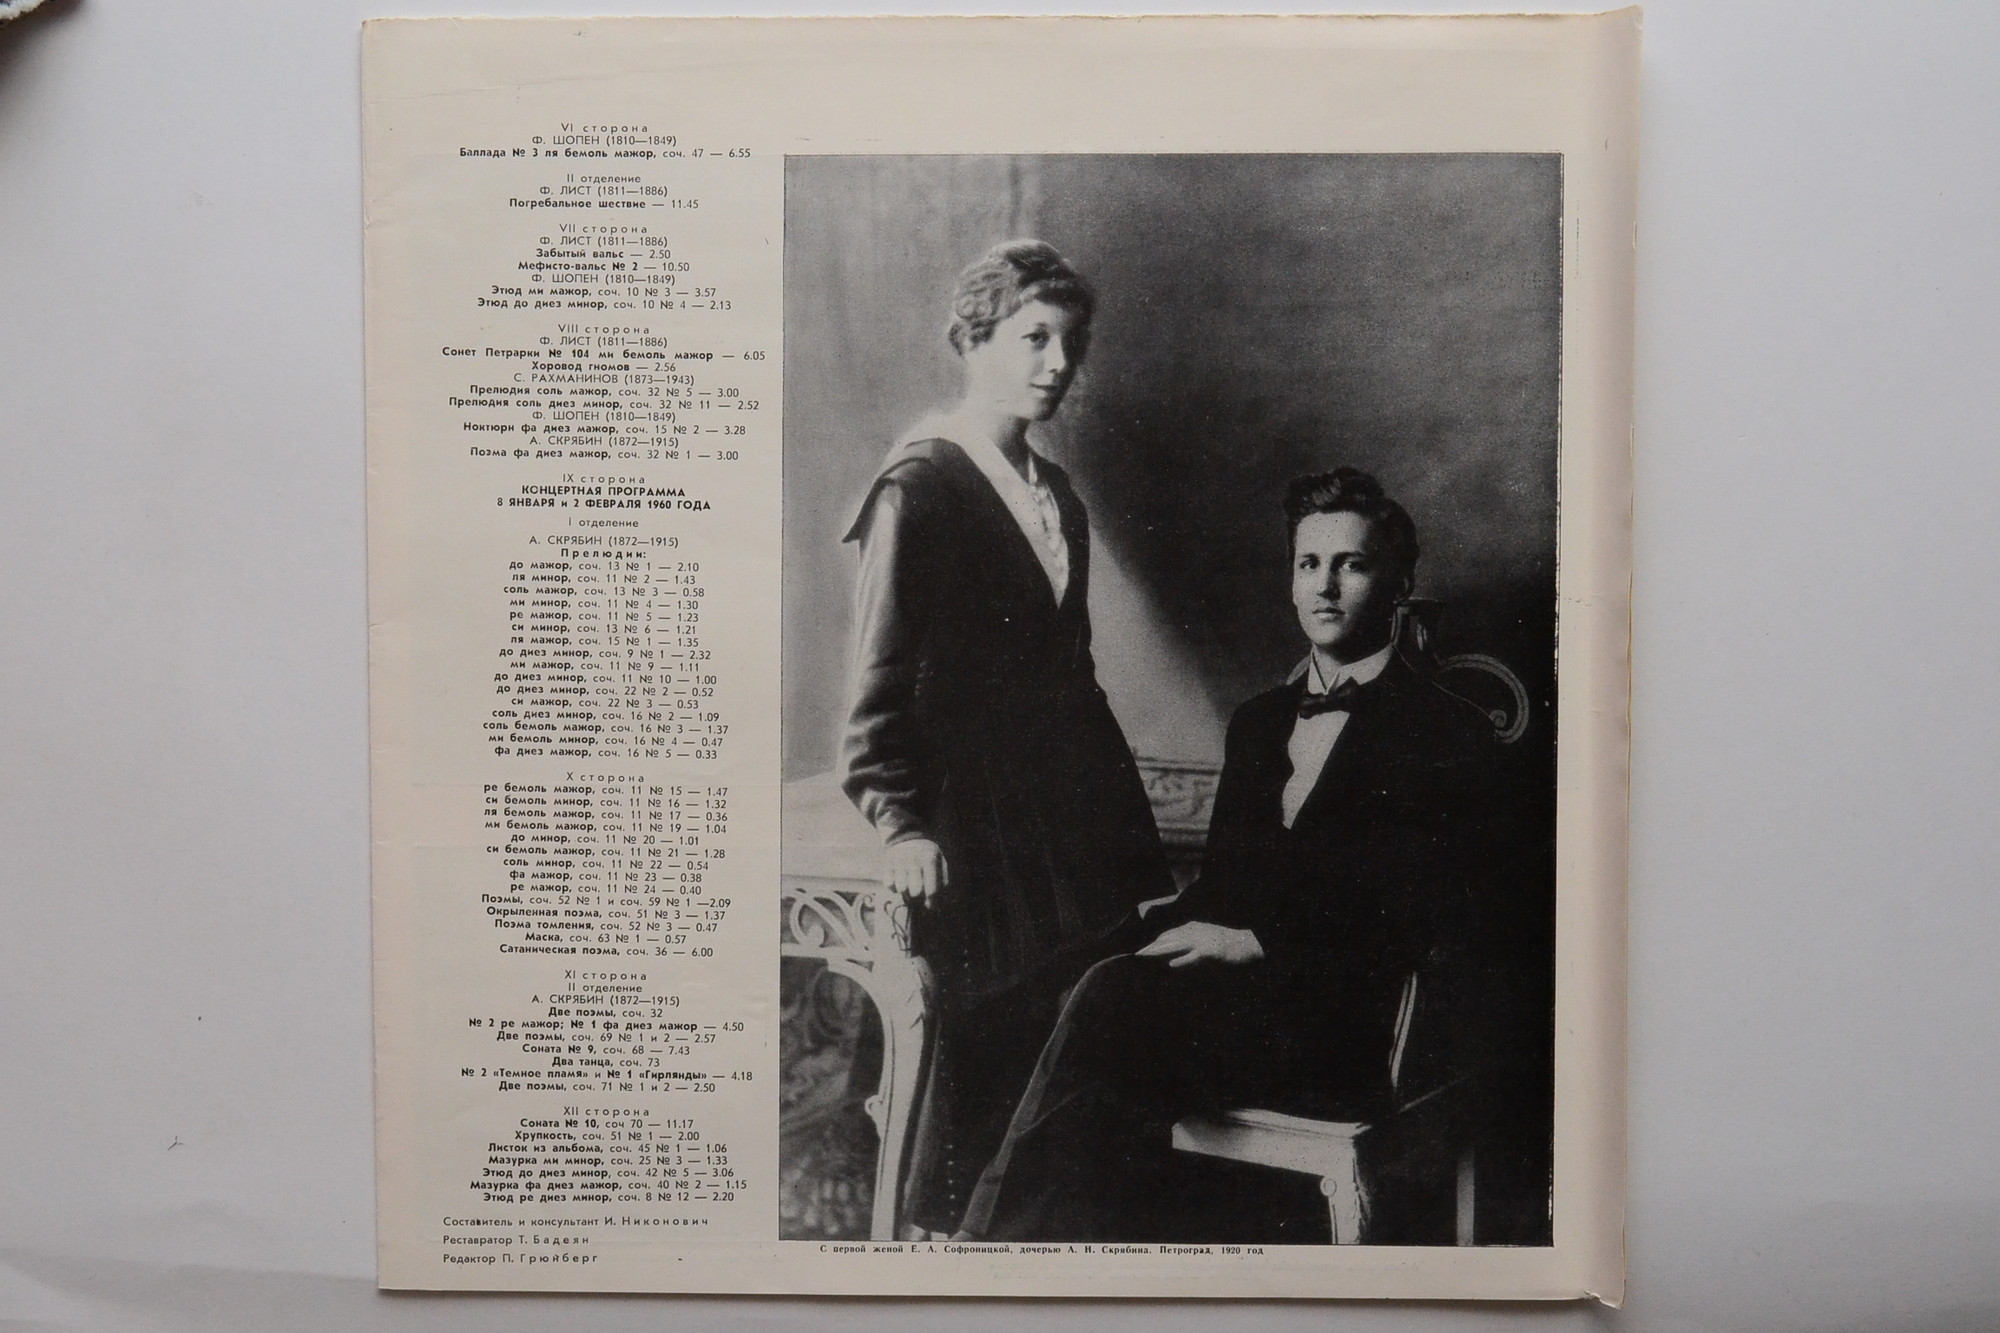 VI сторона
Ф. ШОПЕН (1810—1849)
Баллада № 3 ля бемоль мажор, соч. 47 — 6.55
II отделение
Ф. ЛИСТ (1811—1886)
Погребальное шествие — 11.45
VII сторона
Ф. ЛИСТ (1811—1886)
Забытый вальс — 2.50
Мефисто-вальс № 2 — 10.50
Ф. ШОПЕН (1810—1849)
Этюд ми мажор, соч. 10 № 3 — 3.57
Этюд до диез минор, соч. 10 № 4 — 2.13
VIII сторона
Ф. ЛИСТ (1811—1886)
Сонет Петрарки № 104 ми бемоль мажор — 6.05
Хоровод гномов — 2.56
С. РАХМАНИНОВ (1873—1943)
Прелюдия соль мажор, соч. 32 № 5 — 3.00
Прелюдия соль диез минор, соч. 32 № 11 — 2.52
Ф. ШОПЕН (1810—1849)
Ноктюрн фа диез мажор, соч. 15 № 2 — 3.28
А. СКРЯБИН (1872—1915)
Поэма фа диез мажор, соч. 32 № 1 — 3.00
IX сторона
КОНЦЕРТНАЯ ПРОГРАММА
8 ЯНВАРЯ и 2 ФЕВРАЛЯ 1960 ГОДА
I отделение
А. СКРЯБИН (1872—1915)
Прелюдии:
до мажор, соч. 13 № 1 — 2.10
ля минор, соч. 11 № 2 — 1.43
соль мажор, соч. 13 № 3 — 0.58
ми минор, соч. 11 № 4 — 1.30
ре мажор, соч. 11 № 5 — 1.23
си минор, соч. 13 № 6 — 1.21
ля мажор, соч. 15 № 1 — 1.35
до диез минор, соч. 9 № 1 — 2.32
ми мажор, соч. 11 № 9 — 1.11
до диез минор, соч. 11 № 10 — 1.00
до диез минор, соч. 22 № 2 — 0.52
си мажор, соч. 22 № 3 — 0.53
соль диез минор, соч. 16 № 2 — 1.09
соль бемоль мажор, соч. 16 № 3 — 1.37
ми бемоль минор, соч. 16 № 4 — 0.47
фа диез мажор, соч. 16 № 5 — 0.33
X сторона
ре бемоль мажор, соч. 11 № 15 — 1.47
си бемоль минор, соч. 11 № 16 — 1.32
ля бемоль мажор, соч. 11 № 17 — 0.36
ми бемоль мажор, соч. 11 № 19 — 1.04
до минор, соч. 11 № 20 — 1.01
си бемоль мажор, соч. 11 № 21 — 1.28
соль минор, соч. 11 № 22 — 0.54
фа мажор, соч. 11 № 23 — 0.38
ре мажор, соч. 11 № 24 — 0.40
Поэмы, соч. 52 № 1 и соч. 59 № 1 —2.09
Окрыленная поэма, соч. 51 № 3 — 1.37
Поэма томления, соч. 52 № 3 — 0.47
Маска, соч. 63 № 1 — 0.57
Сатаническая поэма, соч. 36 — 6.00
XI сторона
II отделение
А. СКРЯБИН (1872—1915)
Две поэмы, соч. 32
№ 2 ре мажор; № 1 фа диез мажор — 4.50
Две поэмы, соч. 69 № 1 и 2 — 2.57
Соната № 9, соч. 68 — 7.43
Два танца, соч. 73
№ 2 «Темное пламя» и № 1 «Гирлянды» — 4.18
Две поэмы, соч. 71 № 1 и 2 — 2.50
XII сторона
Соната № 10, соч 70 — 11.17
Хрупкость, соч. 51 № 1 — 2.00
Листок из альбома, соч. 45 № 1 — 1.06
Мазурка ми минор, соч. 25 № 3 — 1.33
Этюд до диез минор, соч. 42 № 5 — 3.06
Мазурка фа диез мажор, соч. 40 № 2 — 1.15
Этюд ре диез минор, соч. 8 № 12 — 2.20
Составитель и консультант И. Никонович
Реставратор Т. Бадеян
Редактор П. Грюнберг
С первой женой Е. А. Софроницкой, дочерью А. Н. Скрябина. Петроград, 1920 год